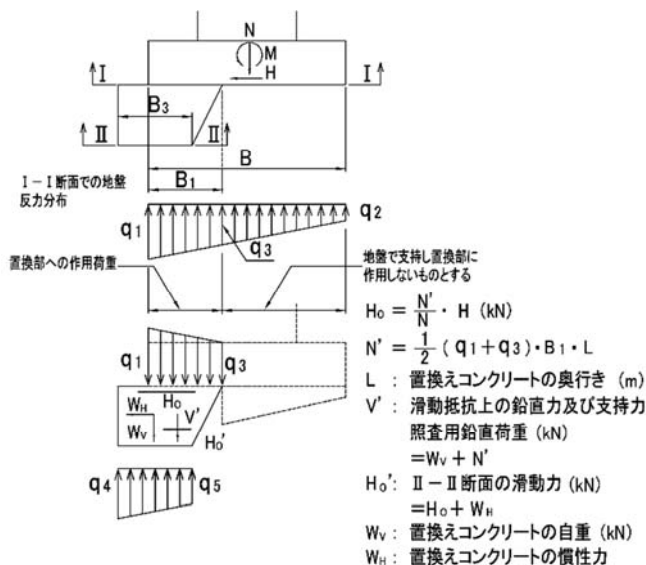 N
M
H
I
I
B₃
II
II
B
B₁
I－I断面での地盤
反力分布
q₁
q₂
q₃
置換部への作用荷重
地盤で支持し置換部に
作用しないものとする
H₀ = N'/N ・ H (kN)
q₁
q₃
N' = 1/2 (q₁+q₃)・B₁・L
L : 置換えコンクリートの奥行き (m)
H₀
W_H
V'
W_V
H₀'
V' : 滑動抵抗上の鉛直力及び支持力
照査用鉛直荷重 (kN)
=W_V + N'
q₄
q₅
H₀': II－II断面の滑動力 (kN)
=H₀+W_H
W_V : 置換えコンクリートの自重 (kN)
W_H : 置換えコンクリートの慣性力